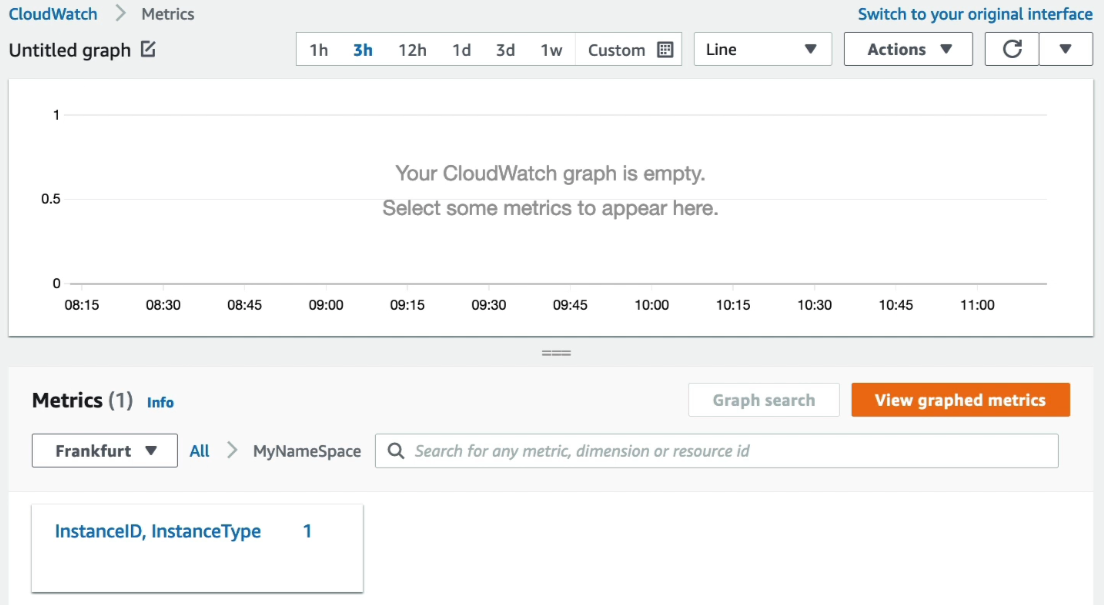 CloudWatch > Metrics
Switch to your original interface
Untitled graph
1h 3h 12h 1d 3d 1w Custom
Line
Actions
1
Your CloudWatch graph is empty.
0.5
Select some metrics to appear here.
0
08:15 08:30 08:45 09:00 09:15 09:30 09:45 10:00 10:15 10:30 10:45 11:00
Metrics (1) Info
Graph search
View graphed metrics
Frankfurt
All > MyNameSpace
Search for any metric, dimension or resource id
InstanceID, InstanceType 1